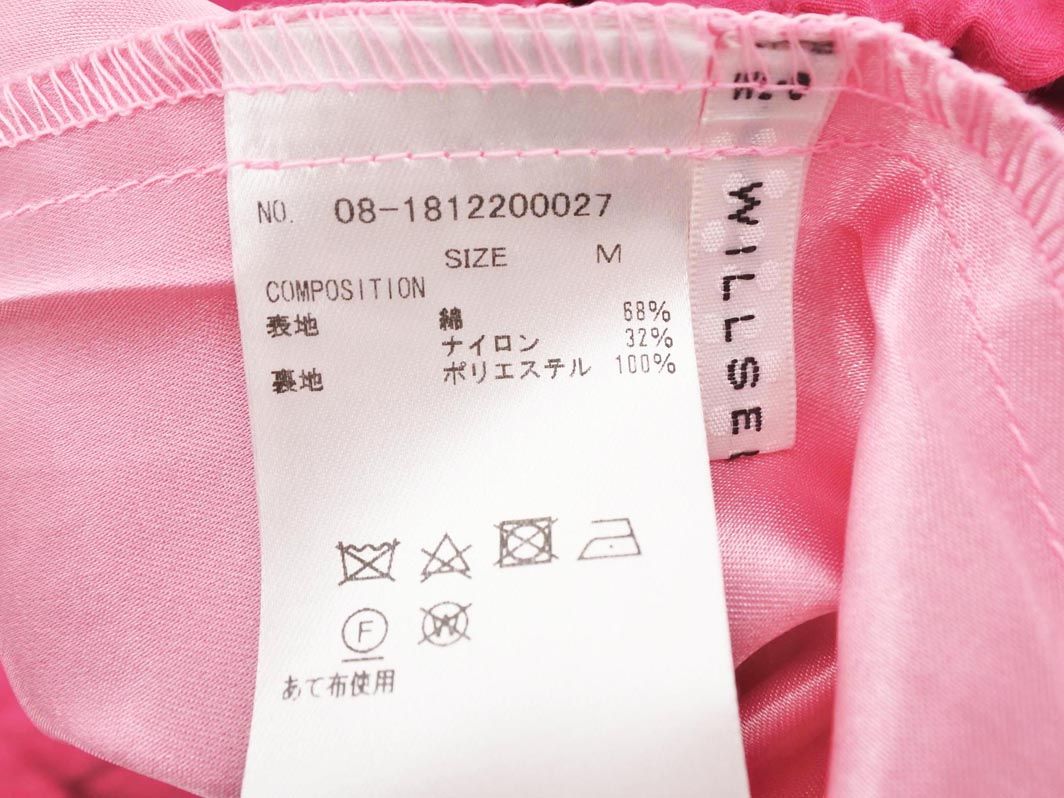 NO. 08-1812200027
SIZE M
COMPOSITION
表地 綿 68%
ナイロン 32%
裏地 ポリエステル 100%
F
W
あて布使用
WILLSE